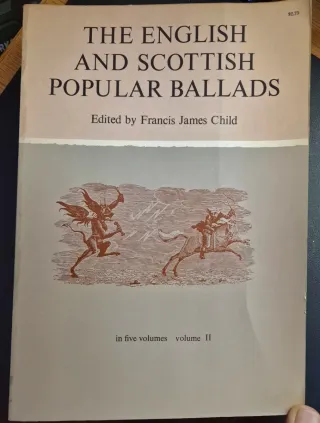 THE ENGLISH
AND SCOTTISH
POPULAR BALLADS
Edited by Francis James Child
in five volumes volume II